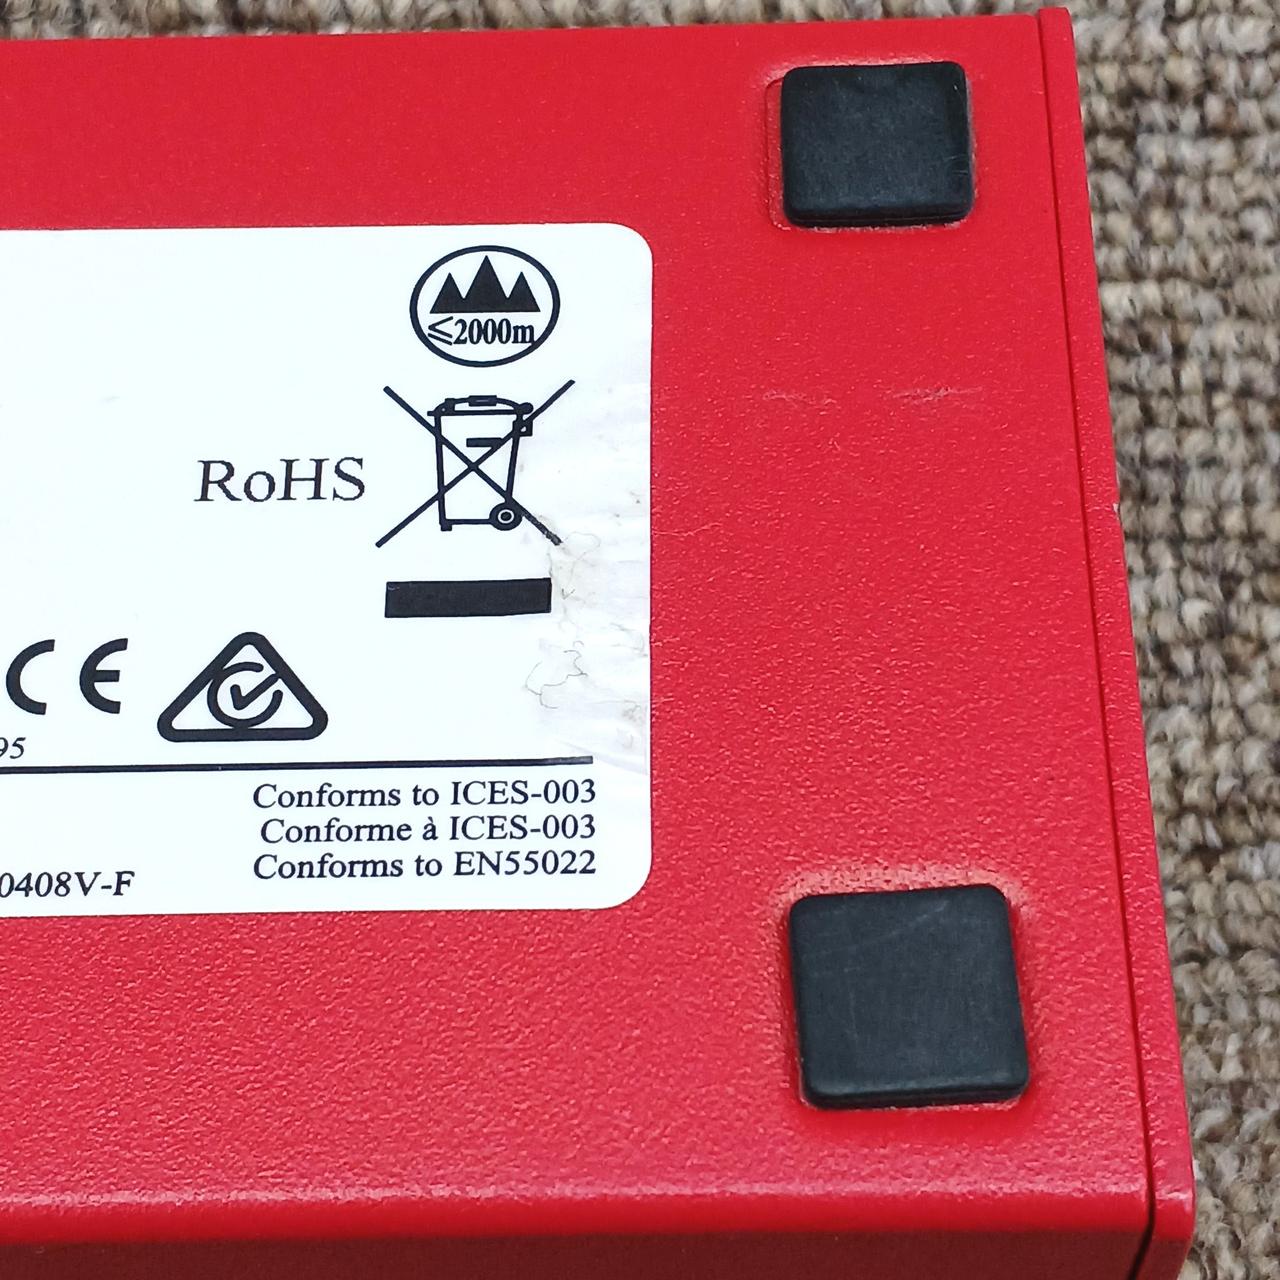 ≤2000m
RoHS
CE
95
Conforms to ICES-003
Conforme à ICES-003
Conforms to EN55022
0408V-F